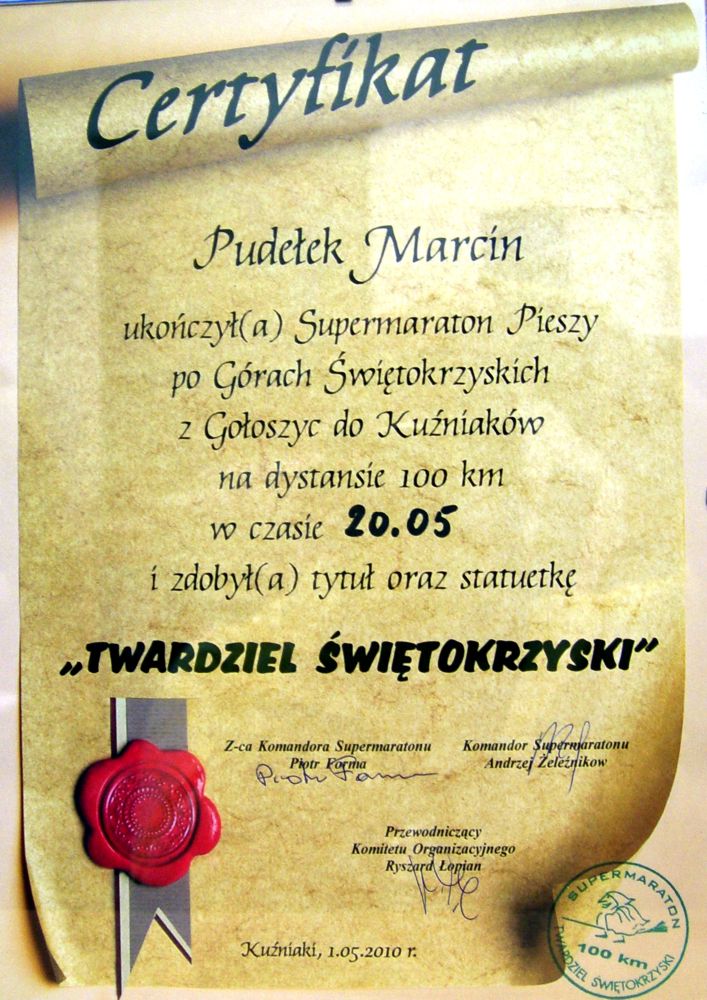 Certyfikat
Pudełek Marcin
ukończył(a) Supermaraton Pieszy
po Górach Świętokrzyskich
z Gołoszyc do Kuźniaków
na dystansie 100 km
w czasie 20.05
i zdobył(a) tytuł oraz statuetkę
„TWARDZIEL ŚWIĘTOKRZYSKI”
Z-ca Komandora Supermaratonu
Piotr Forma
Piotr Forma
Komandor Supermaratonu
Andrzej Żeleźnikow
Przewodniczący
Komitetu Organizacyjnego
Ryszard Łopian
Kuźniaki, 1.05.2010 r.
SUPERMARATON
100 km
TWARDZIEL ŚWIĘTOKRZYSKI